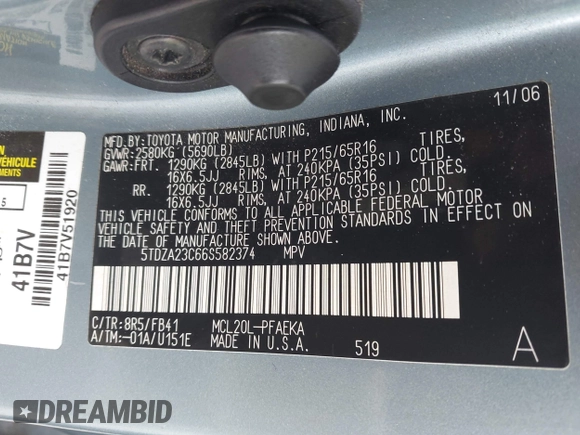 11/06
MFD.BY:TOYOTA MOTOR MANUFACTURING, INDIANA, INC.
GVWR:2580KG(5690LB)
GAWR:FRT. 1290KG(2845LB)WITH P215/65R16 TIRES,
16X6.5JJ RIMS, AT 240KPA(35PSI)COLD.
RR. 1290KG(2845LB)WITH P215/65R16 TIRES,
16X6.5JJ RIMS, AT 240KPA(35PSI)COLD.
THIS VEHICLE CONFORMS TO ALL APPLICABLE FEDERAL MOTOR
VEHICLE SAFETY AND THEFT PREVENTION STANDARDS IN EFFECT ON
THE DATE OF MANUFACTURE SHOWN ABOVE.
5TDZA23C66S582374 MPV
C/TR:8R5/FB41 MCL20L-PFAEKA
A/TM:-01A/U151E MADE IN U.S.A. 519
A
VÉHICULE
41B7V
41B7V51920
DREAMBID